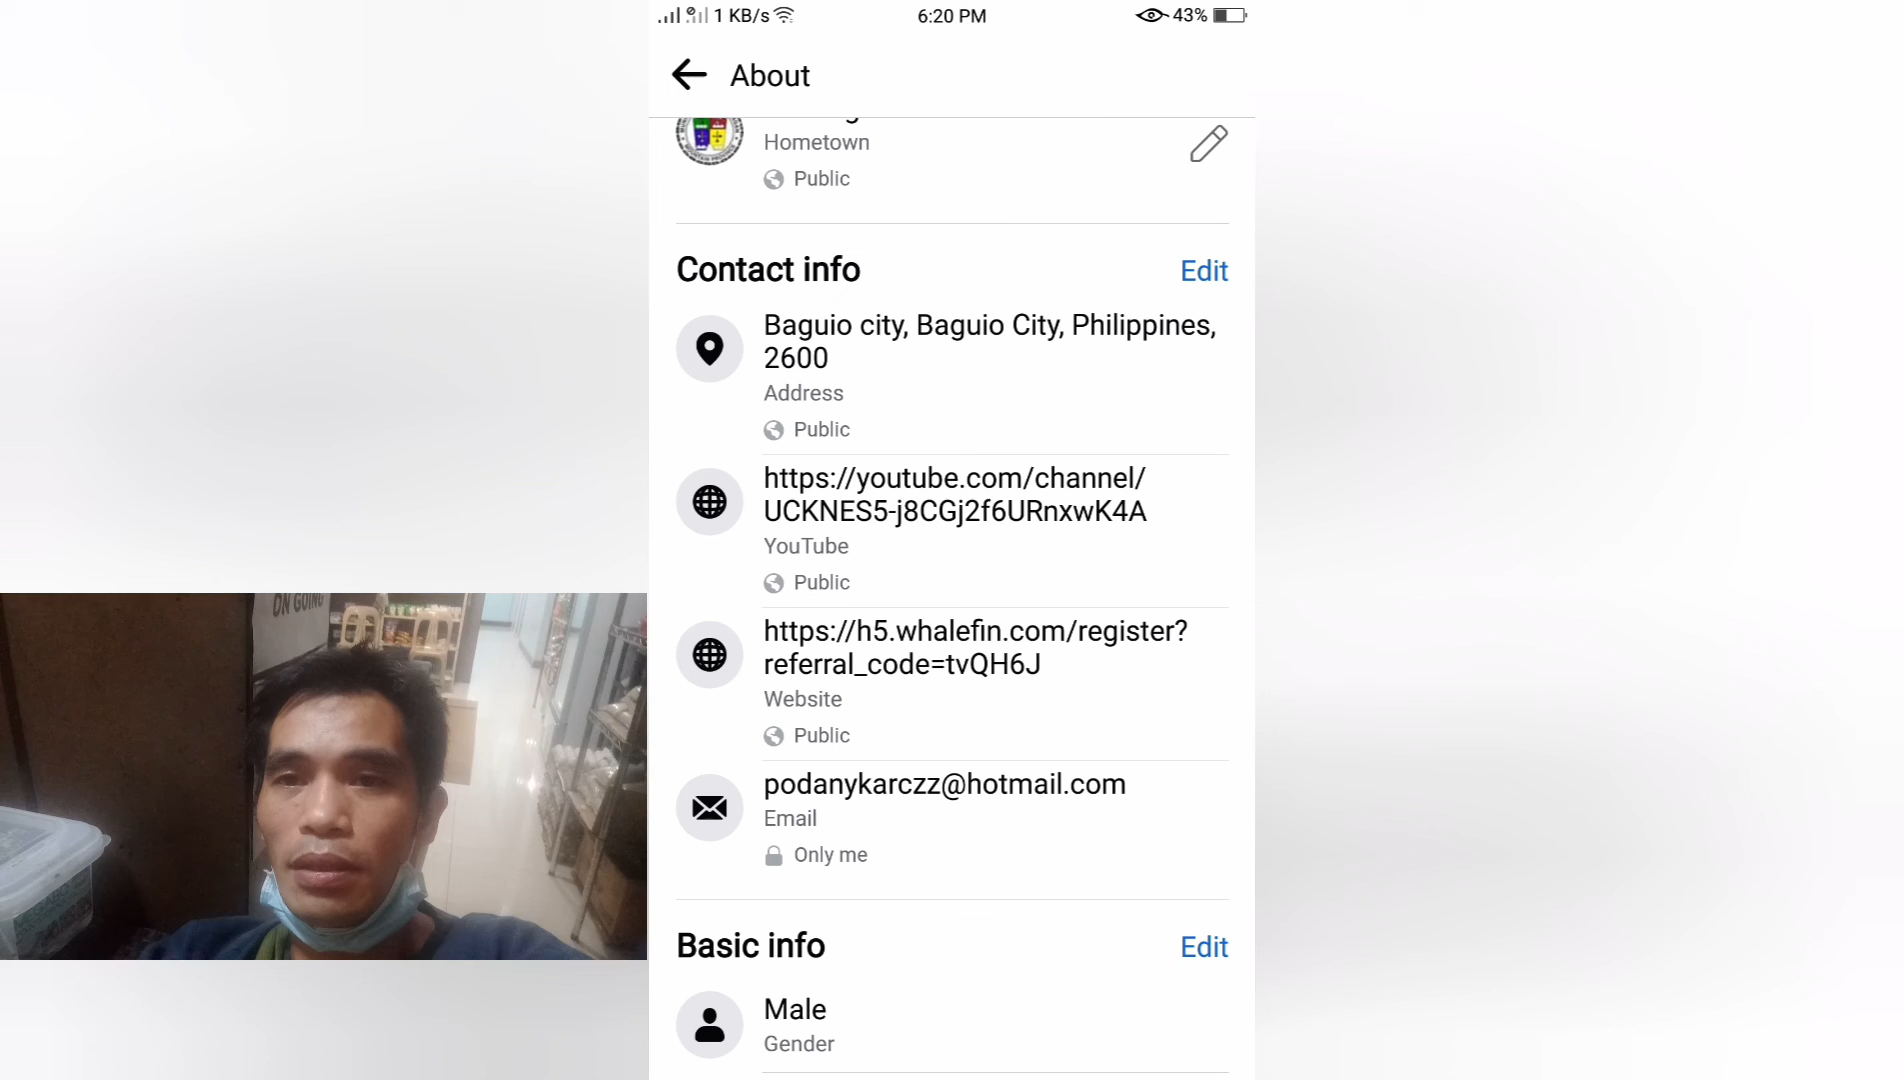 1 KB/s
6:20 PM
43%
About
Hometown
Public
Contact info
Edit
Baguio city, Baguio City, Philippines,
2600
Address
Public
https://youtube.com/channel/
UCKNES5-j8CGj2f6URnxwK4A
YouTube
Public
https://h5.whalefin.com/register?
referral_code=tvQH6J
Website
Public
podanykarczz@hotmail.com
Email
Only me
Basic info
Edit
Male
Gender
ON GOING